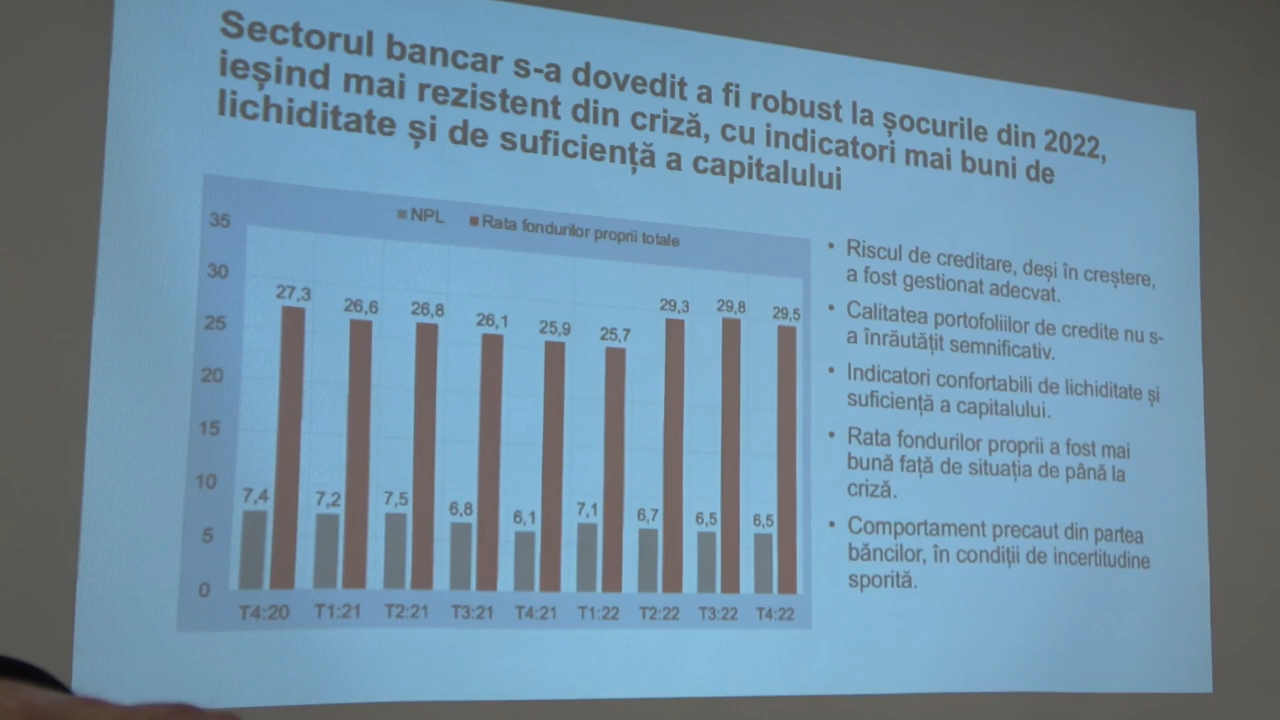 Sectorul bancar s-a dovedit a fi robust la șocurile din 2022,
ieșind mai rezistent din criză, cu indicatori mai buni de
lichiditate și de suficiență a capitalului
NPL Rata fondurilor proprii totale
35
30
25
20
15
10
5
0
27,3 26,6 26,8 26,1 25,9 25,7 29,3 29,8 29,5
7,4 7,2 7,5 6,8 6,1 7,1 6,7 6,5 6,5
T4:20 T1:21 T2:21 T3:21 T4:21 T1:22 T2:22 T3:22 T4:22
• Riscul de creditare, deși în creștere,
a fost gestionat adecvat.
• Calitatea portofoliilor de credite nu s-
a înrăutățit semnificativ.
• Indicatori confortabili de lichiditate și
suficiență a capitalului.
• Rata fondurilor proprii a fost mai
bună față de situația de până la
criză.
• Comportament precaut din partea
băncilor, în condiții de incertitudine
sporită.